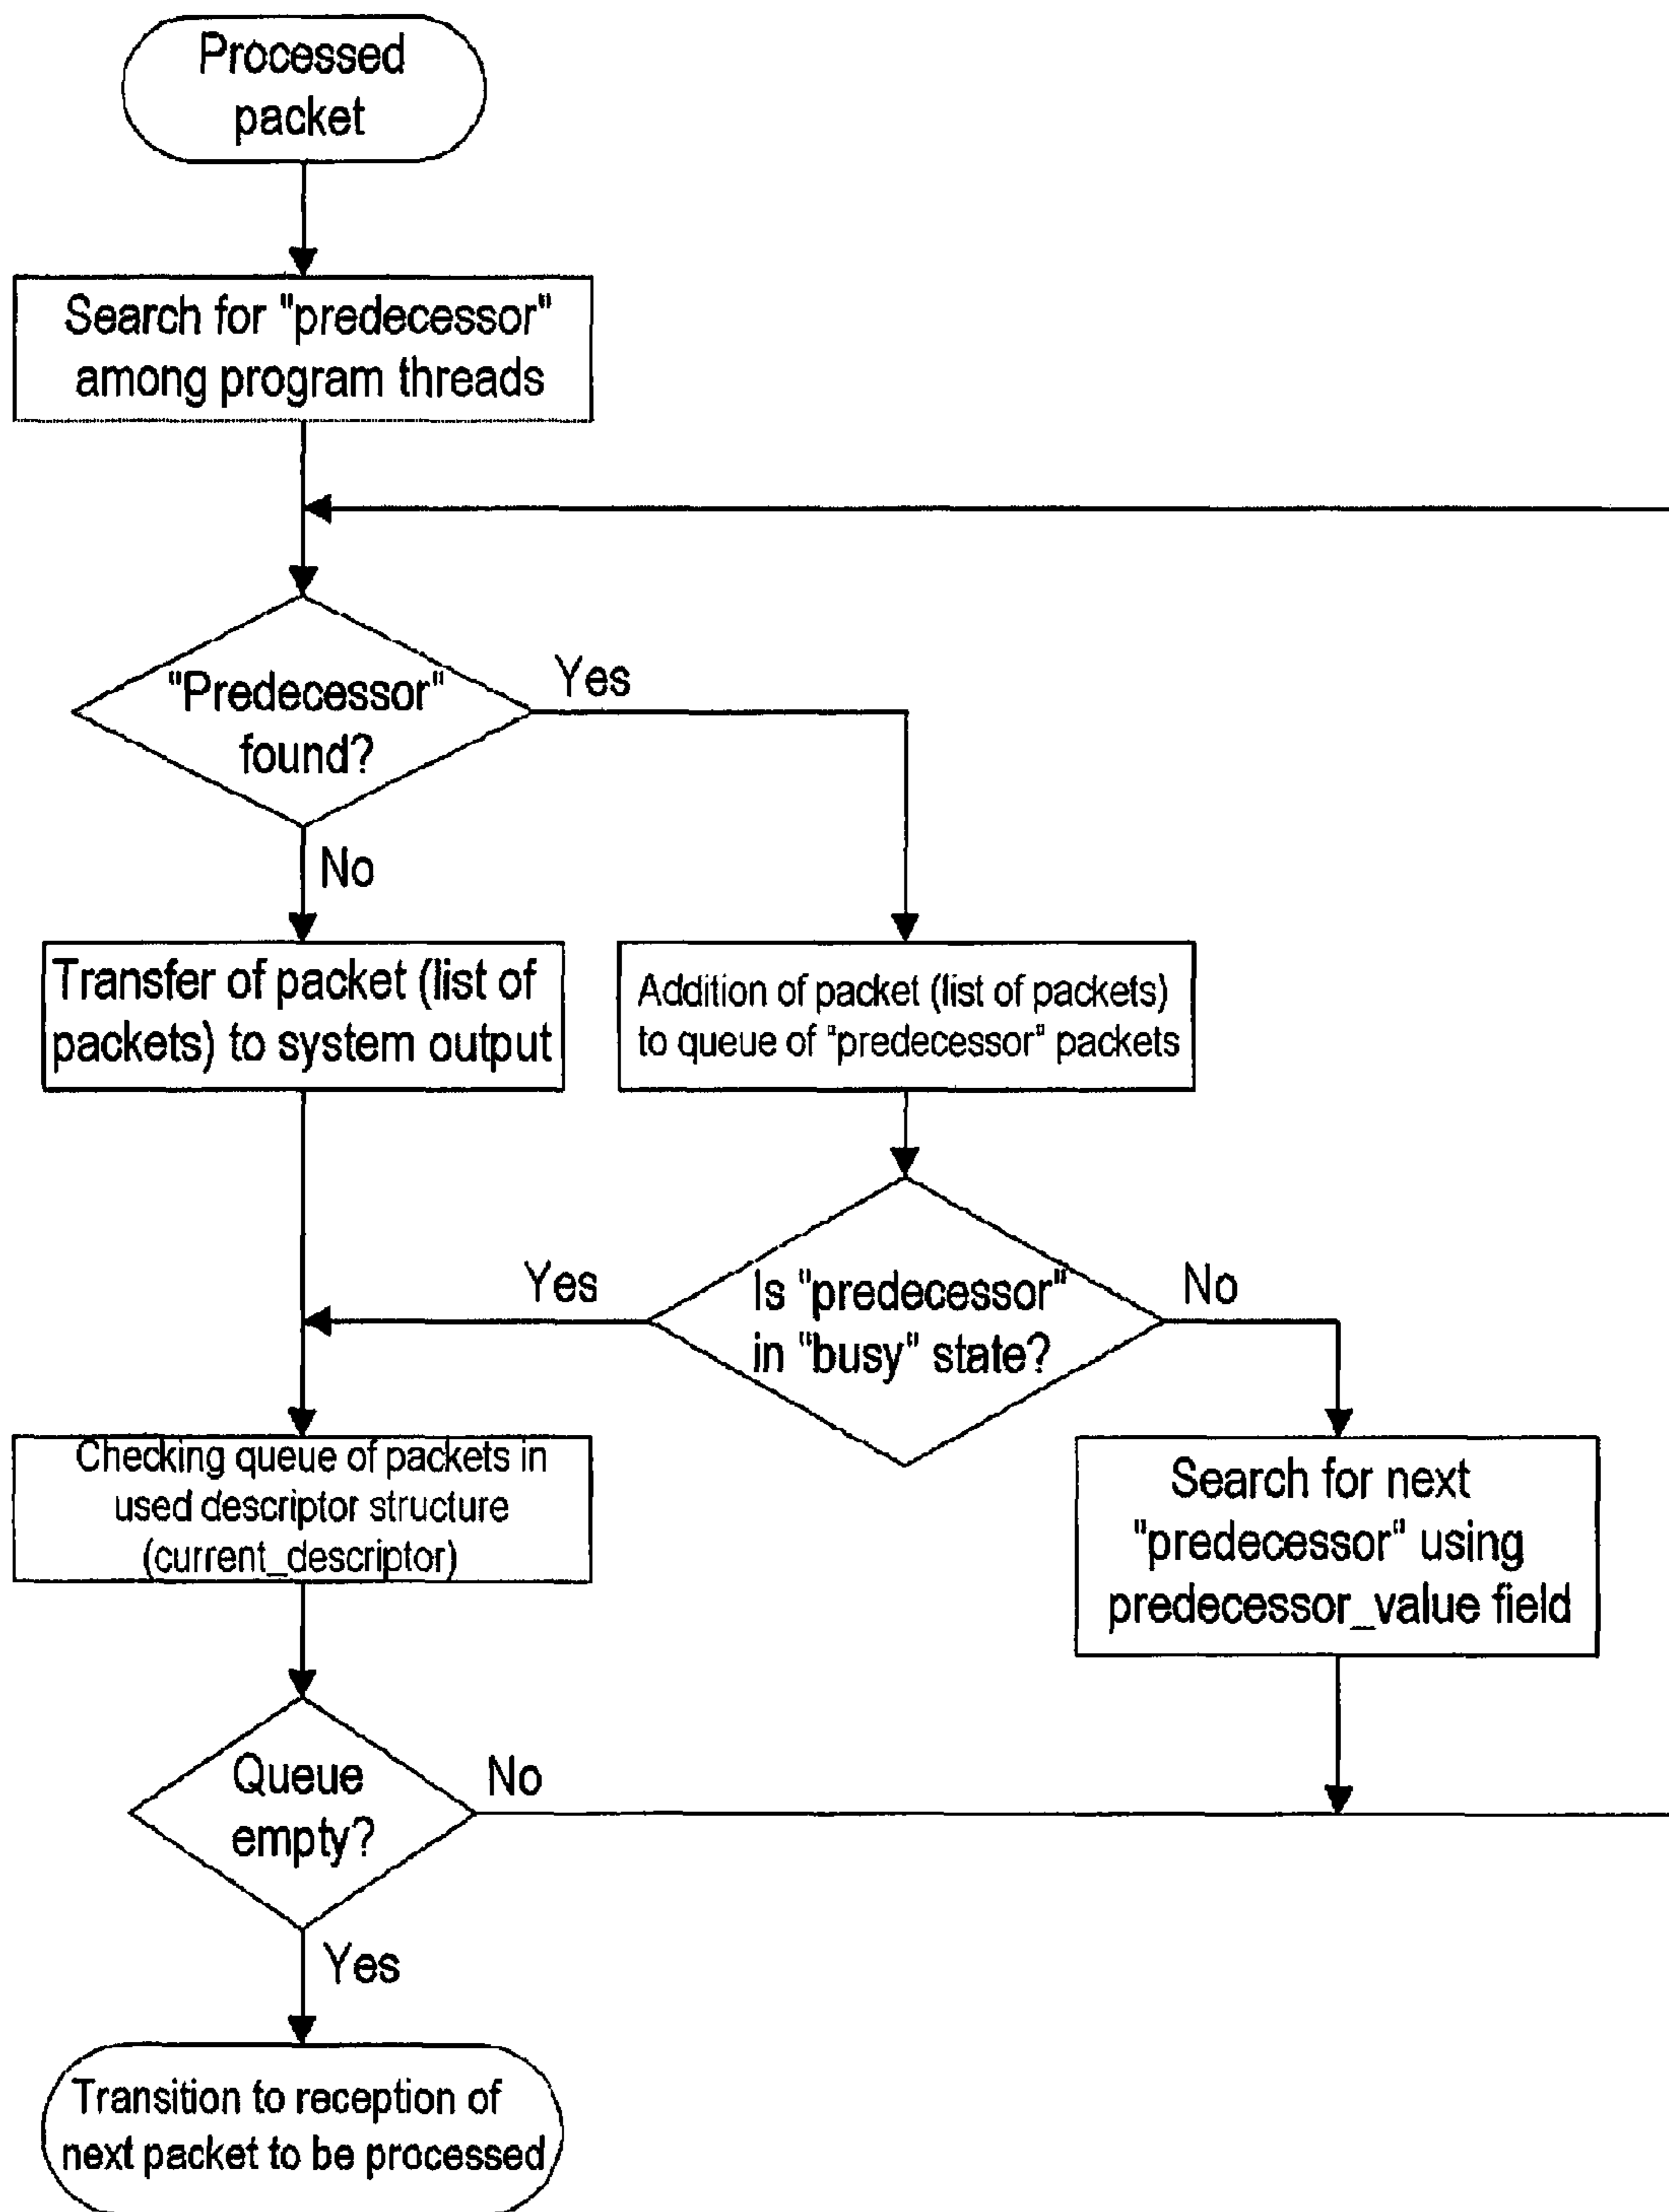 Processed
packet
Search for "predecessor"
among program threads
"Predecessor"
found?
Yes
No
Transfer of packet (list of
packets) to system output
Addition of packet (list of packets)
to queue of "predecessor" packets
Is "predecessor"
in "busy" state?
Yes
No
Checking queue of packets in
used descriptor structure
(current_descriptor)
Search for next
"predecessor" using
predecessor_value field
Queue
empty?
No
Yes
Transition to reception of
next packet to be processed